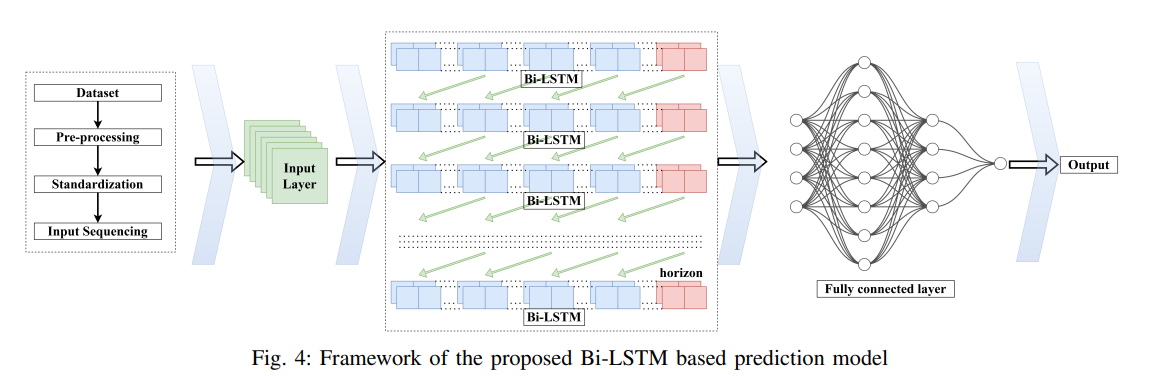 Dataset
Pre-processing
Standardization
Input Sequencing
Input
Layer
Bi-LSTM
Bi-LSTM
Bi-LSTM
horizon
Bi-LSTM
Fully connected layer
Output
Fig. 4: Framework of the proposed Bi-LSTM based prediction model